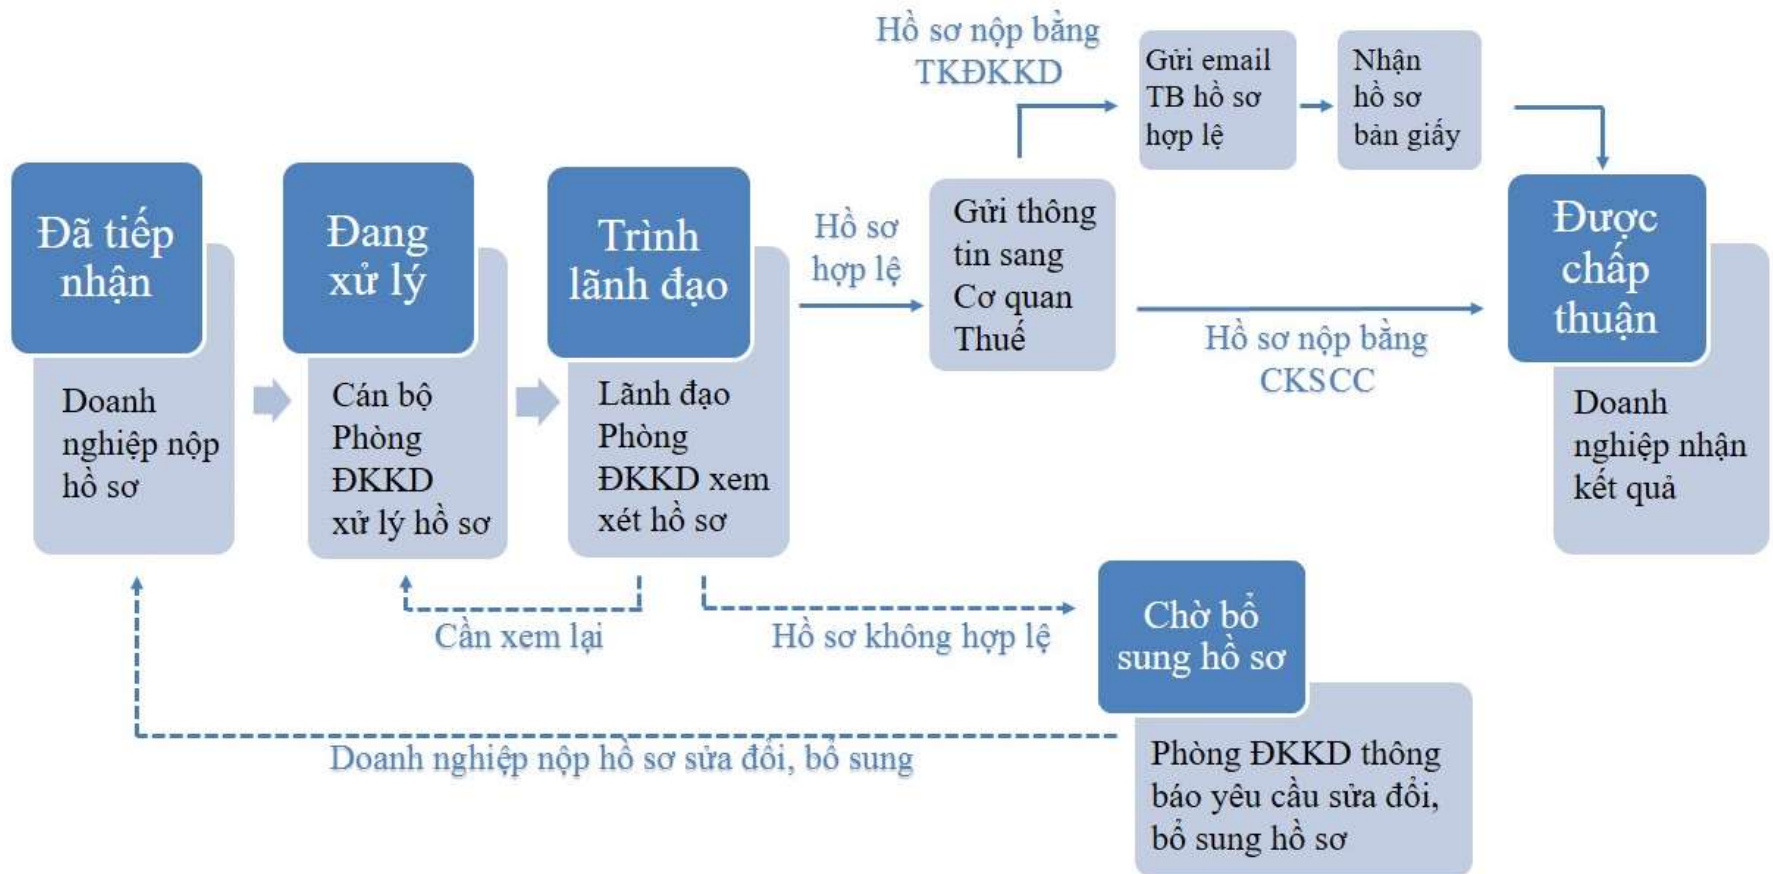 Hồ sơ nộp bằng
TKĐKKD
Gửi email
TB hồ sơ
hợp lệ
Nhận
hồ sơ
bản giấy
Đã tiếp
nhận
Doanh
nghiệp nộp
hồ sơ
Đang
xử lý
Cán bộ
Phòng
ĐKKD
xử lý hồ sơ
Trình
lãnh đạo
Lãnh đạo
Phòng
ĐKKD xem
xét hồ sơ
Hồ sơ
hợp lệ
Gửi thông
tin sang
Cơ quan
Thuế
Hồ sơ nộp bằng
CKSCC
Được
chấp
thuận
Doanh
nghiệp nhận
kết quả
Cần xem lại
Hồ sơ không hợp lệ
Chờ bổ
sung hồ sơ
Phòng ĐKKD thông
báo yêu cầu sửa đổi,
bổ sung hồ sơ
Doanh nghiệp nộp hồ sơ sửa đổi, bổ sung